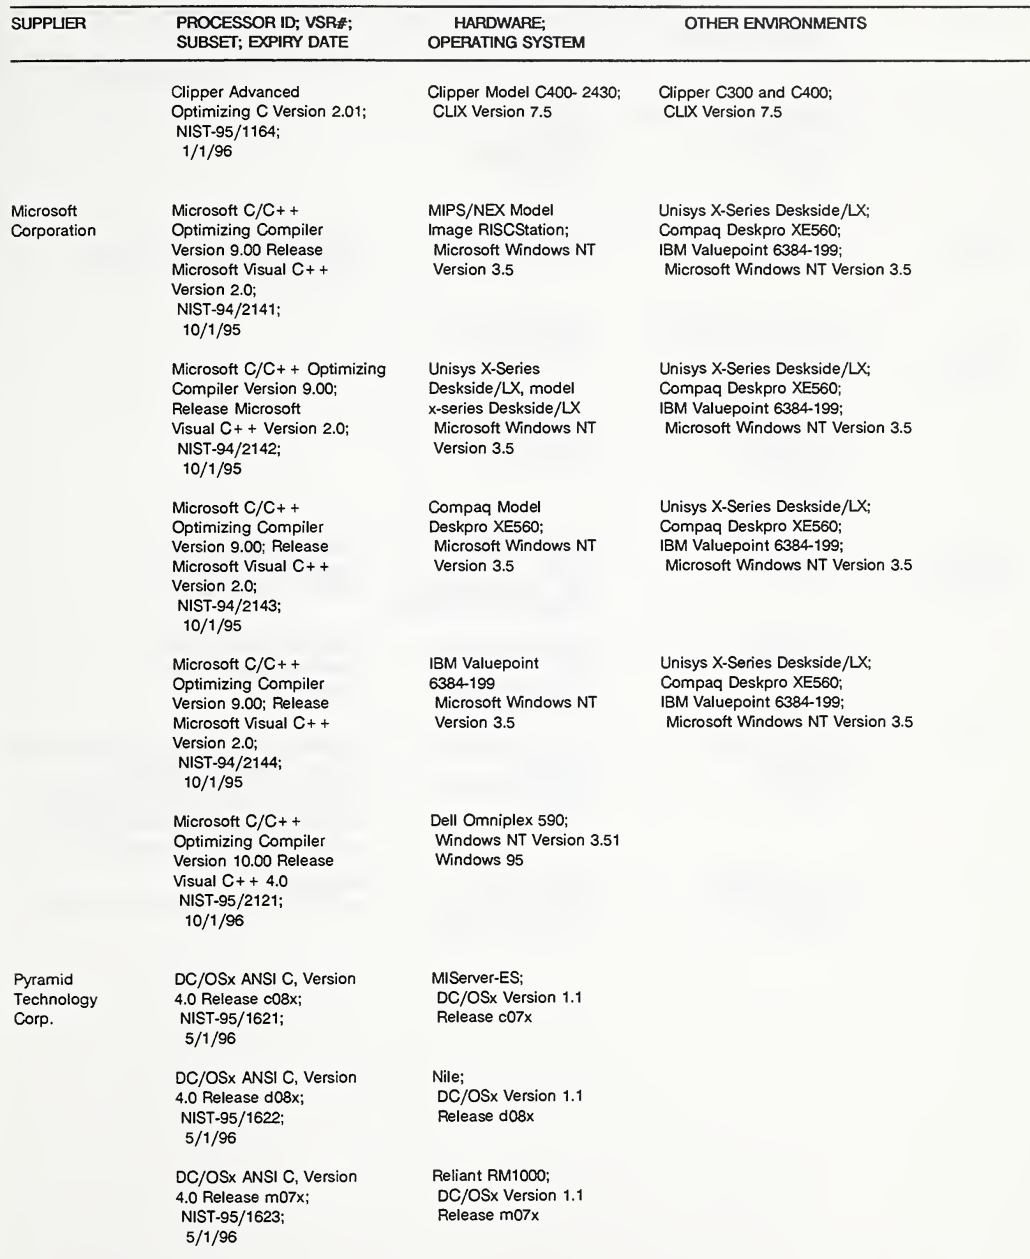 SUPPLIER PROCESSOR ID; VSR#; HARDWARE; OTHER ENVIRONMENTS
SUBSET; EXPIRY DATE OPERATING SYSTEM
Clipper Advanced Clipper Model C400- 2430; Clipper C300 and C400;
Optimizing C Version 2.01; CLIX Version 7.5 CLIX Version 7.5
NIST-95/1164;
1/1/96
Microsoft Microsoft C/C++ MIPS/NEX Model Unisys X-Series Deskside/LX;
Corporation Optimizing Compiler Image RISCStation; Compaq Deskpro XE560;
Version 9.00 Release Microsoft Windows NT IBM Valuepoint 6384-199;
Microsoft Visual C++ Version 3.5 Microsoft Windows NT Version 3.5
Version 2.0;
NIST-94/2141;
10/1/95
Microsoft C/C++ Optimizing Unisys X-Series Unisys X-Series Deskside/LX;
Compiler Version 9.00; Deskside/LX, model Compaq Deskpro XE560;
Release Microsoft x-series Deskside/LX IBM Valuepoint 6384-199;
Visual C++ Version 2.0; Microsoft Windows NT Microsoft Windows NT Version 3.5
NIST-94/2142; Version 3.5
10/1/95
Microsoft C/C++ Compaq Model Unisys X-Series Deskside/LX;
Optimizing Compiler Deskpro XE560; Compaq Deskpro XE560;
Version 9.00; Release Microsoft Windows NT IBM Valuepoint 6384-199;
Microsoft Visual C++ Version 3.5 Microsoft Windows NT Version 3.5
Version 2.0;
NIST-94/2143;
10/1/95
Microsoft C/C++ IBM Valuepoint Unisys X-Series Deskside/LX;
Optimizing Compiler 6384-199 Compaq Deskpro XE560;
Version 9.00; Release Microsoft Windows NT IBM Valuepoint 6384-199;
Microsoft Visual C++ Version 3.5 Microsoft Windows NT Version 3.5
Version 2.0;
NIST-94/2144;
10/1/95
Microsoft C/C++ Dell Omniplex 590;
Optimizing Compiler Windows NT Version 3.51
Version 10.00 Release Windows 95
Visual C++ 4.0
NIST-95/2121;
10/1/96
Pyramid DC/OSx ANSI C, Version MIServer-ES;
Technology 4.0 Release c08x; DC/OSx Version 1.1
Corp. NIST-95/1621; Release c07x
5/1/96
DC/OSx ANSI C, Version Nile;
4.0 Release d08x; DC/OSx Version 1.1
NIST-95/1622; Release d08x
5/1/96
DC/OSx ANSI C, Version Reliant RM1000;
4.0 Release m07x; DC/OSx Version 1.1
NIST-95/1623; Release m07x
5/1/96